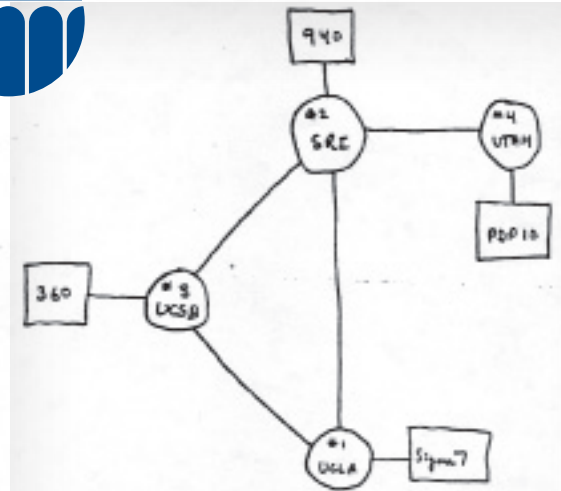 940
#2
SRI
#4
UTAH
PDP 10
360
#3
UCSB
#1
UCLA
Sigma 7